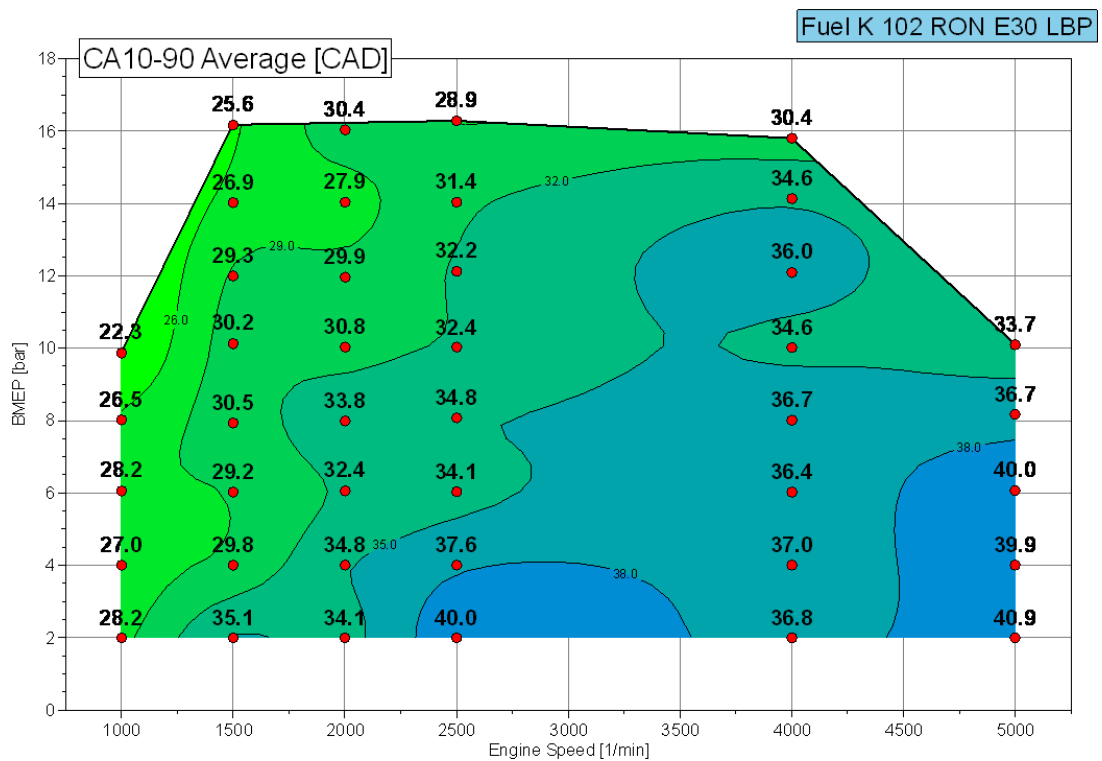 Fuel K 102 RON E30 LBP
CA10-90 Average [CAD]
18
16
14
12
10
8
6
4
2
0
BMEP [bar]
25.6 30.4 28.9 30.4
26.9 27.9 31.4 32.0 34.6
29.3 29.0 29.9 32.2 36.0
22.3 26.0 30.2 30.8 32.4 34.6 33.7
26.5 30.5 33.8 34.8 36.7 36.7
28.2 29.2 32.4 34.1 36.4 38.0 40.0
27.0 29.8 34.8 35.0 37.6 38.0 37.0 39.9
28.2 35.1 34.1 40.0 36.8 40.9
1000 1500 2000 2500 3000 3500 4000 4500 5000
Engine Speed [1/min]